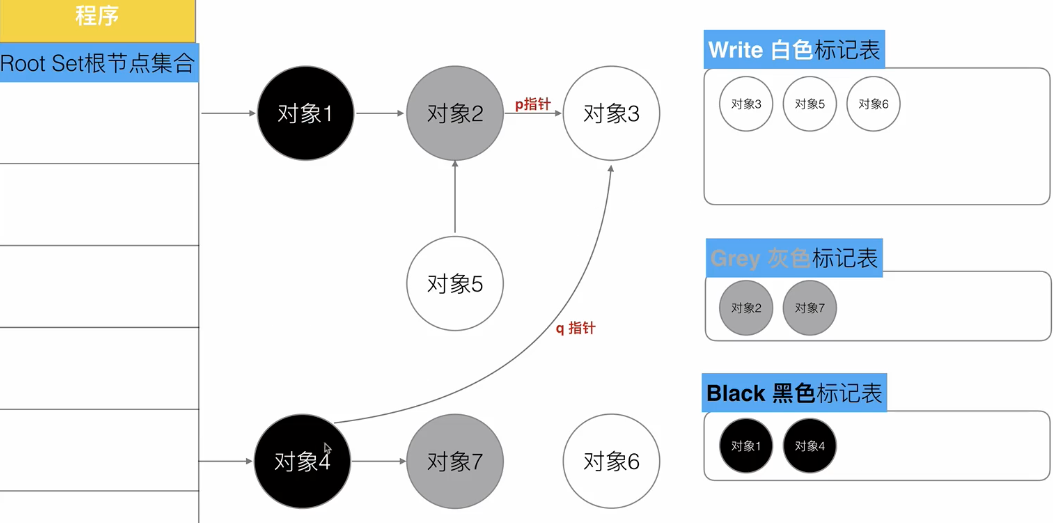 程序
Root Set根节点集合
对象1
对象2
p指针
对象3
对象5
q 指针
对象4
对象7
对象6
Write 白色标记表
对象3 对象5 对象6
Grey 灰色标记表
对象2 对象7
Black 黑色标记表
对象1 对象4